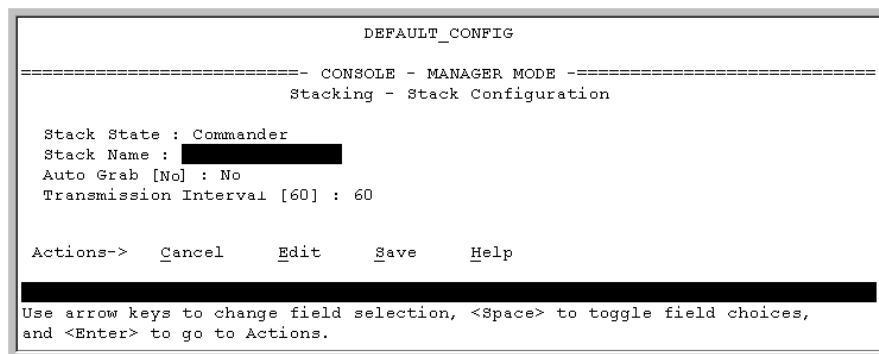 DEFAULT_CONFIG
==========================- CONSOLE - MANAGER MODE -============================
Stacking - Stack Configuration
Stack State : Commander
Stack Name :
Auto Grab [No] : No
Transmission Interval [60] : 60
Actions-> Cancel Edit Save Help
Use arrow keys to change field selection, <Space> to toggle field choices,
and <Enter> to go to Actions.